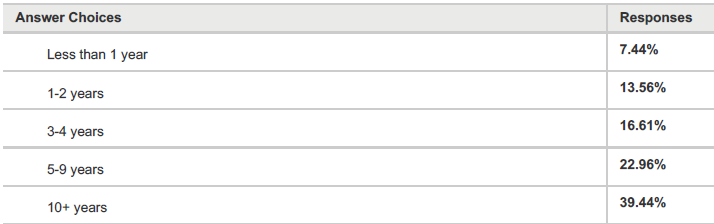 Answer Choices Responses
Less than 1 year 7.44%
1-2 years 13.56%
3-4 years 16.61%
5-9 years 22.96%
10+ years 39.44%